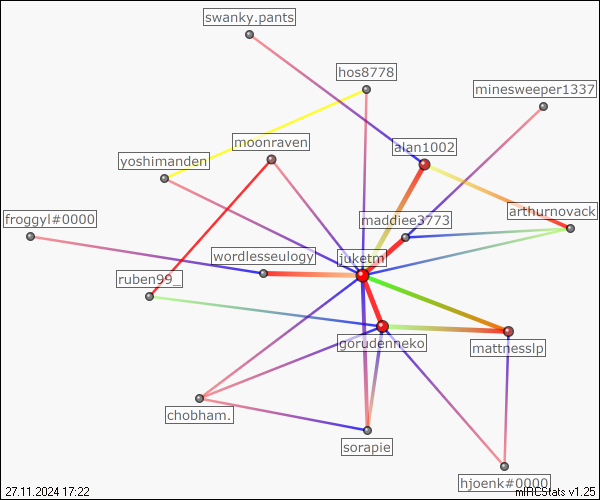 swanky.pants
hos8778
minesweeper1337
moonraven
alan1002
yoshimanden
arthurnovack
froggyl#0000
maddiee3773
wordlesseulogy
juketm
ruben99_
gorudenneko
mattnesslp
chobham.
sorapie
hjoenk#0000
27.11.2024 17:22
mIRCStats v1.25